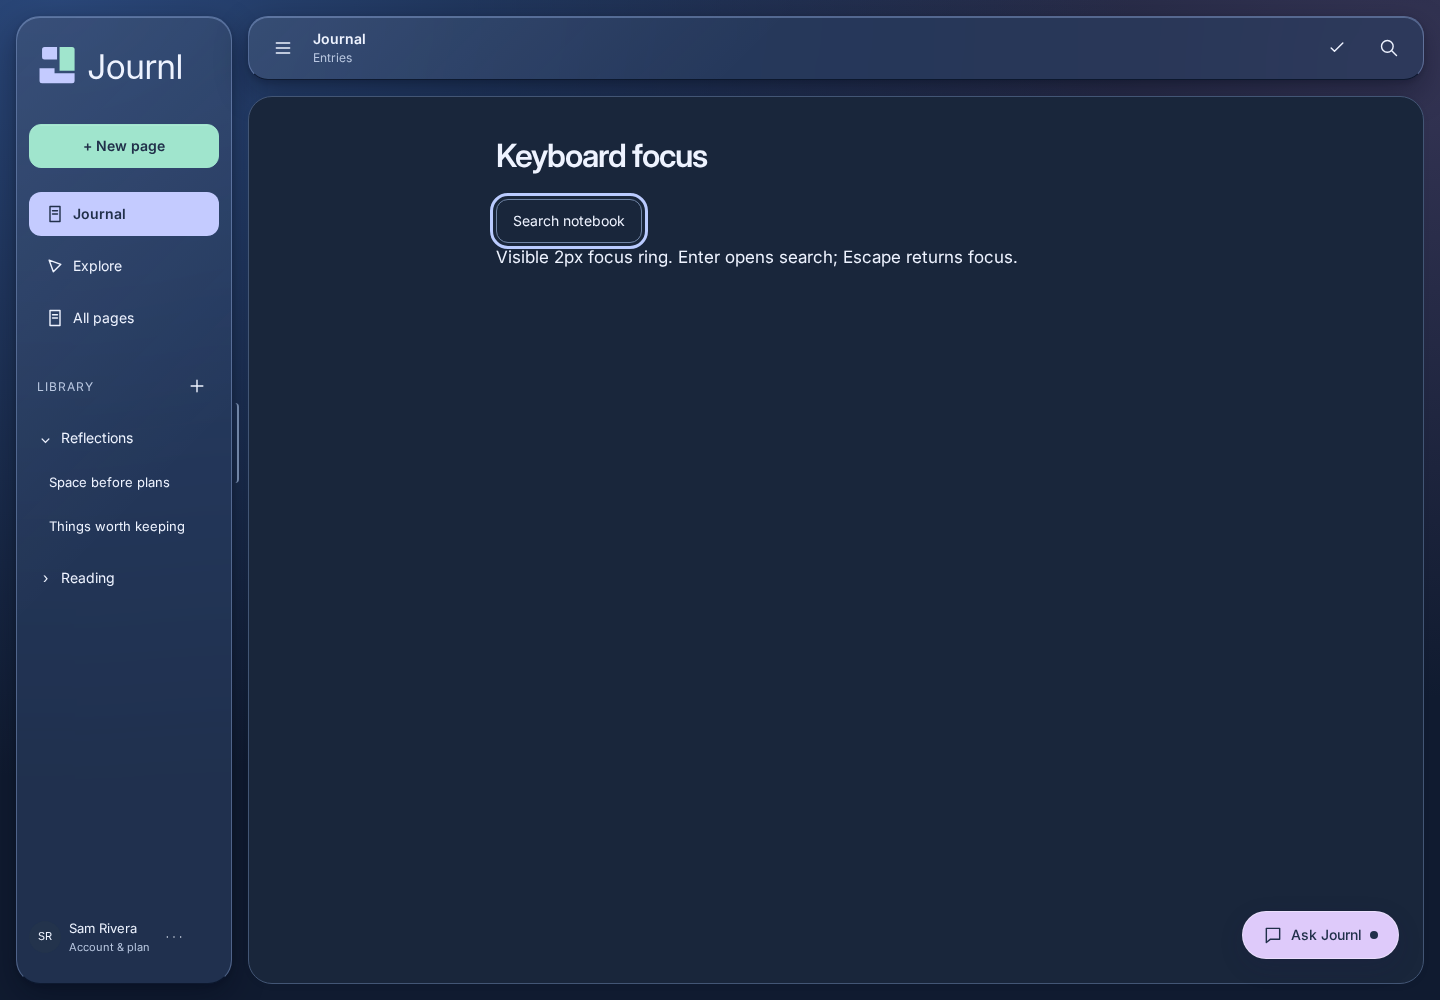 Journl
+ New page
Journal
Explore
All pages
LIBRARY
Reflections
Space before plans
Things worth keeping
Reading
SR
Sam Rivera
Account & plan
Journal
Entries
Keyboard focus
Search notebook
Visible 2px focus ring. Enter opens search; Escape returns focus.
Ask Journl